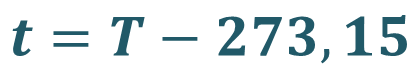 t = T − 273,15